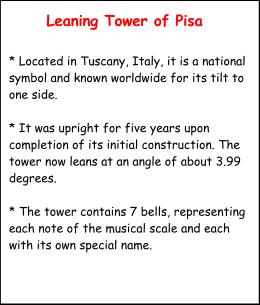 Leaning Tower of Pisa
* Located in Tuscany, Italy, it is a national
symbol and known worldwide for its tilt to
one side.
* It was upright for five years upon
completion of its initial construction. The
tower now leans at an angle of about 3.99
degrees.
* The tower contains 7 bells, representing
each note of the musical scale and each
with its own special name.